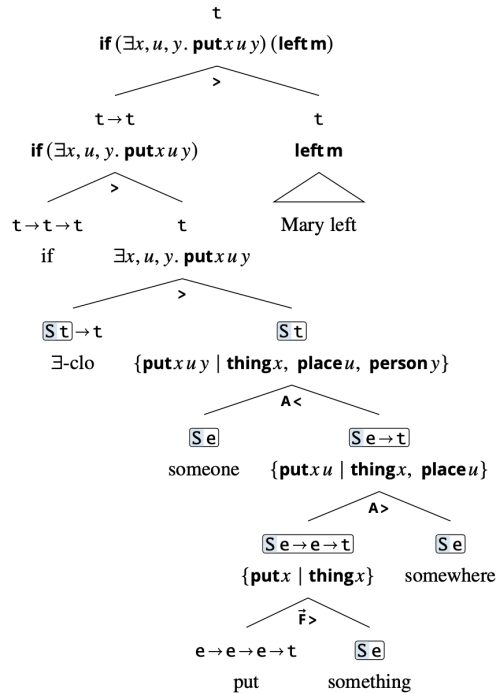 t
if (∃x, u, y. put x u y) (left m)
>
t → t t
if (∃x, u, y. put x u y) left m
>
t → t → t t Mary left
if ∃x, u, y. put x u y
>
S t → t S t
∃-clo {put x u y | thing x, place u, person y}
A<
S e S e → t
someone {put x u | thing x, place u}
A>
S e → e → t S e
{put x | thing x} somewhere
F⃗>
e → e → e → t S e
put something